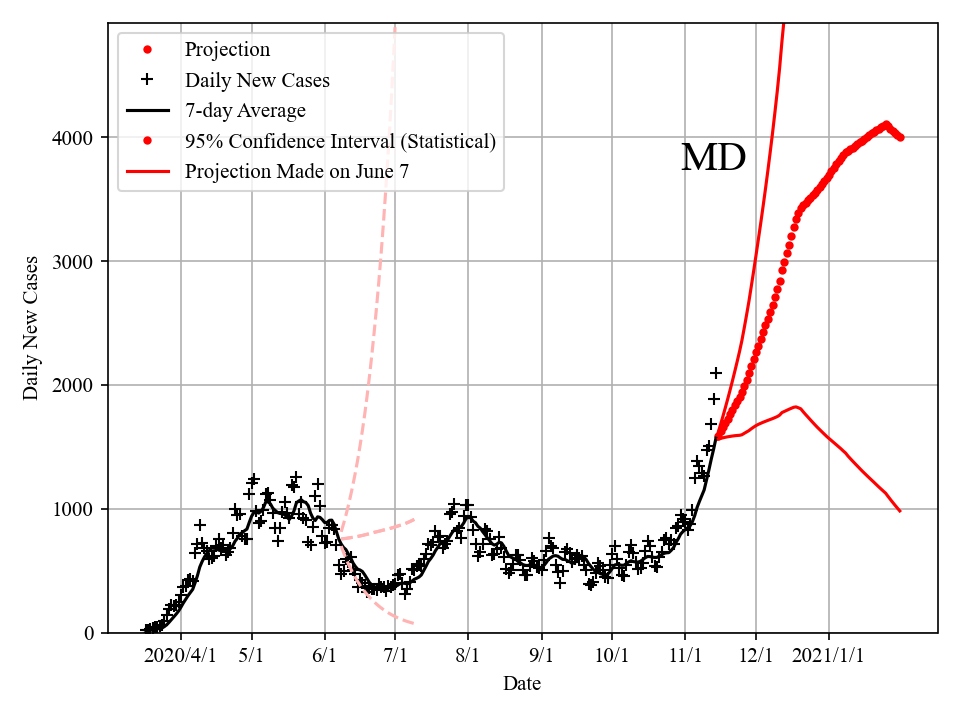 Projection
Daily New Cases
7-day Average
95% Confidence Interval (Statistical)
Projection Made on June 7
MD
4000
3000
2000
1000
0
Daily New Cases
2020/4/1 5/1 6/1 7/1 8/1 9/1 10/1 11/1 12/1 2021/1/1
Date